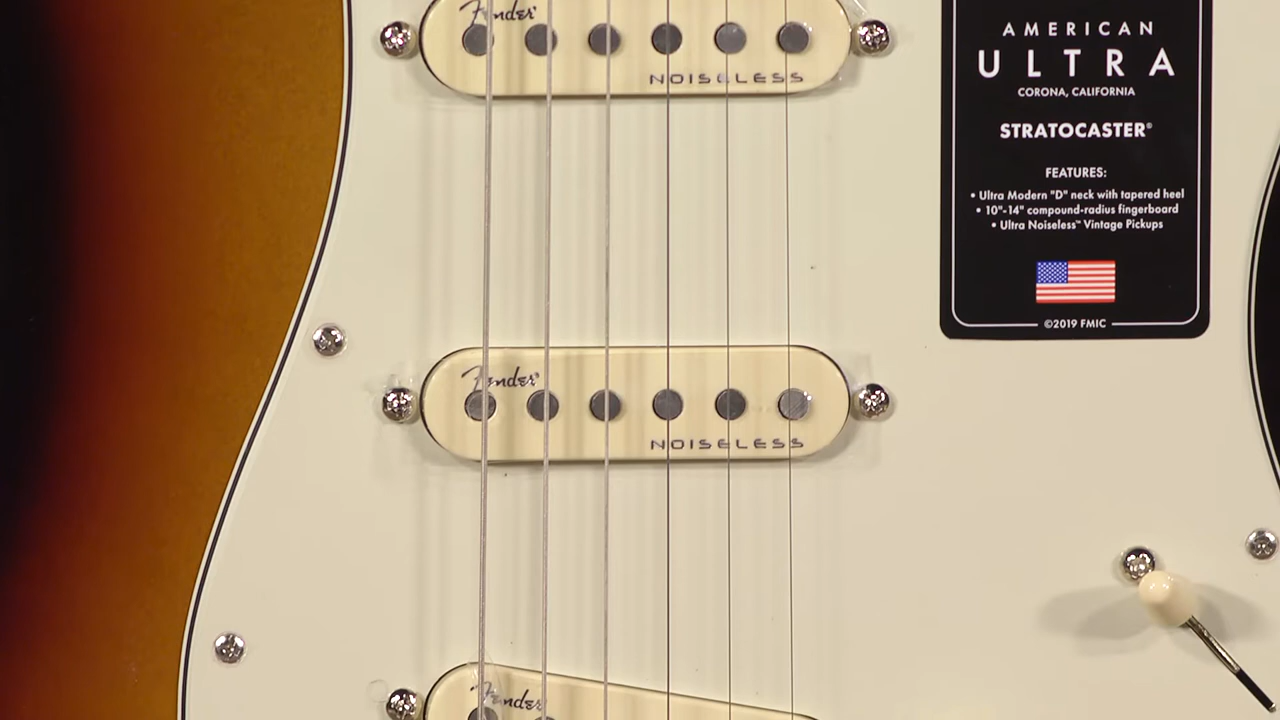 Fender®
NOISELESS
AMERICAN
ULTRA
CORONA, CALIFORNIA
STRATOCASTER®
FEATURES:
• Ultra Modern "D" neck with tapered heel
• 10"-14" compound-radius fingerboard
• Ultra Noiseless™ Vintage Pickups
©2019 FMIC
Fender®
NOISELESS
Fender